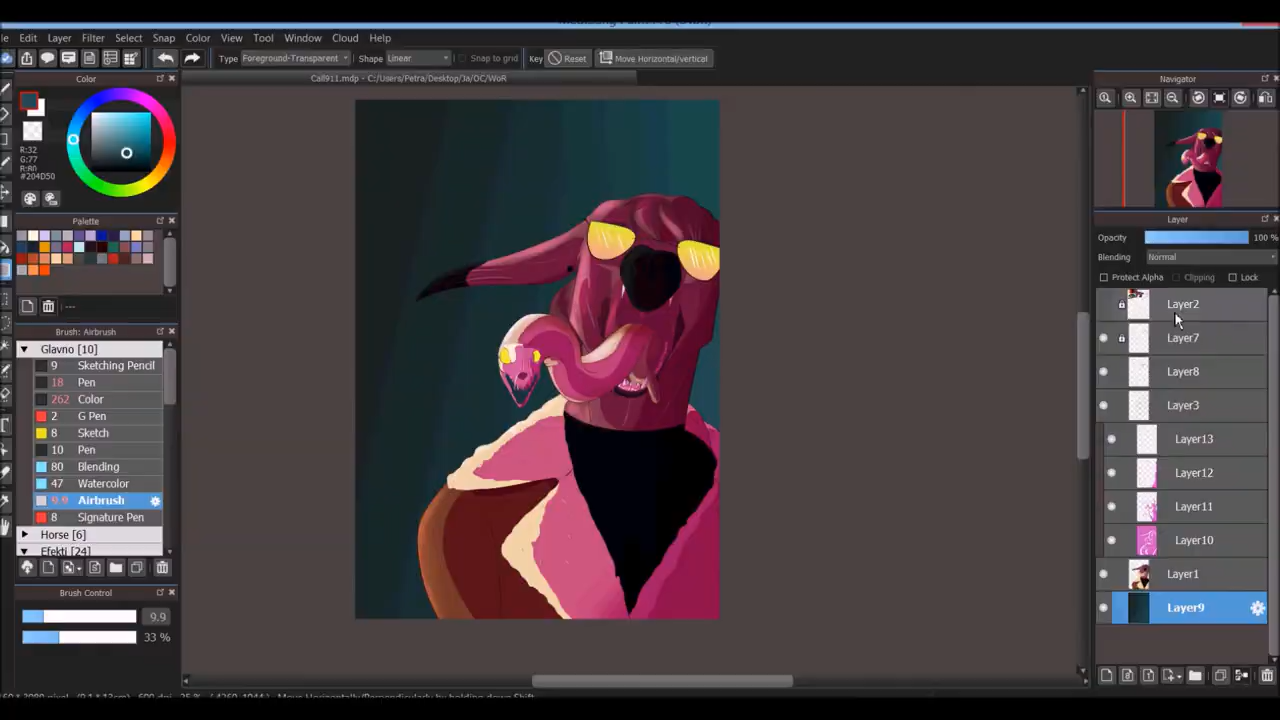 Edit Layer Filter Select Snap Color View Tool Window Cloud Help
Type Foreground-Transparent Shape Linear Snap to grid Key Reset Move Horizontal/vertical
Call911.mdp - C:/Users/Petra/Desktop/Ja/DC/WoR
Color
R:32
G:77
B:80
#204D50
Palette
---
Brush: Airbrush
Glavno [10]
9 Sketching Pencil
18 Pen
262 Color
2 G Pen
8 Sketch
10 Pen
80 Blending
47 Watercolor
9.9 Airbrush
8 Signature Pen
Horse [6]
Efekti [24]
Brush Control
9.9
33 %
Navigator
Layer
Opacity 100 %
Blending Normal
Protect Alpha Clipping Lock
Layer2
Layer7
Layer8
Layer3
Layer13
Layer12
Layer11
Layer10
Layer1
Layer9